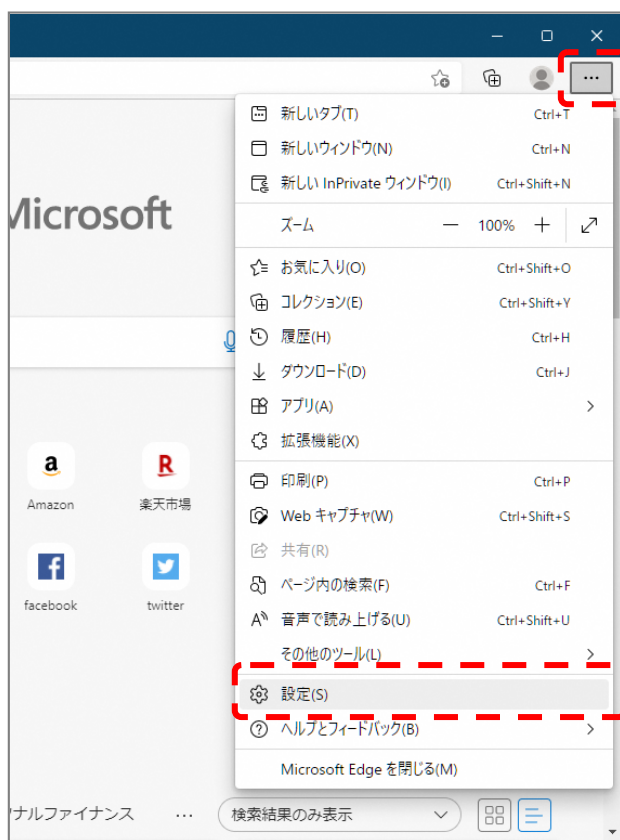 Microsoft
新しいタブ(T) Ctrl+T
新しいウィンドウ(N) Ctrl+N
新しい InPrivate ウィンドウ(I) Ctrl+Shift+N
ズーム — 100% +
お気に入り(O) Ctrl+Shift+O
コレクション(E) Ctrl+Shift+Y
履歴(H) Ctrl+H
ダウンロード(D) Ctrl+J
アプリ(A)
拡張機能(X)
印刷(P) Ctrl+P
Web キャプチャ(W) Ctrl+Shift+S
共有(R)
ページ内の検索(F) Ctrl+F
音声で読み上げる(U) Ctrl+Shift+U
その他のツール(L)
設定(S)
ヘルプとフィードバック(B)
Microsoft Edge を閉じる(M)
a R
Amazon 楽天市場
facebook twitter
ナルファイナンス … 検索結果のみ表示